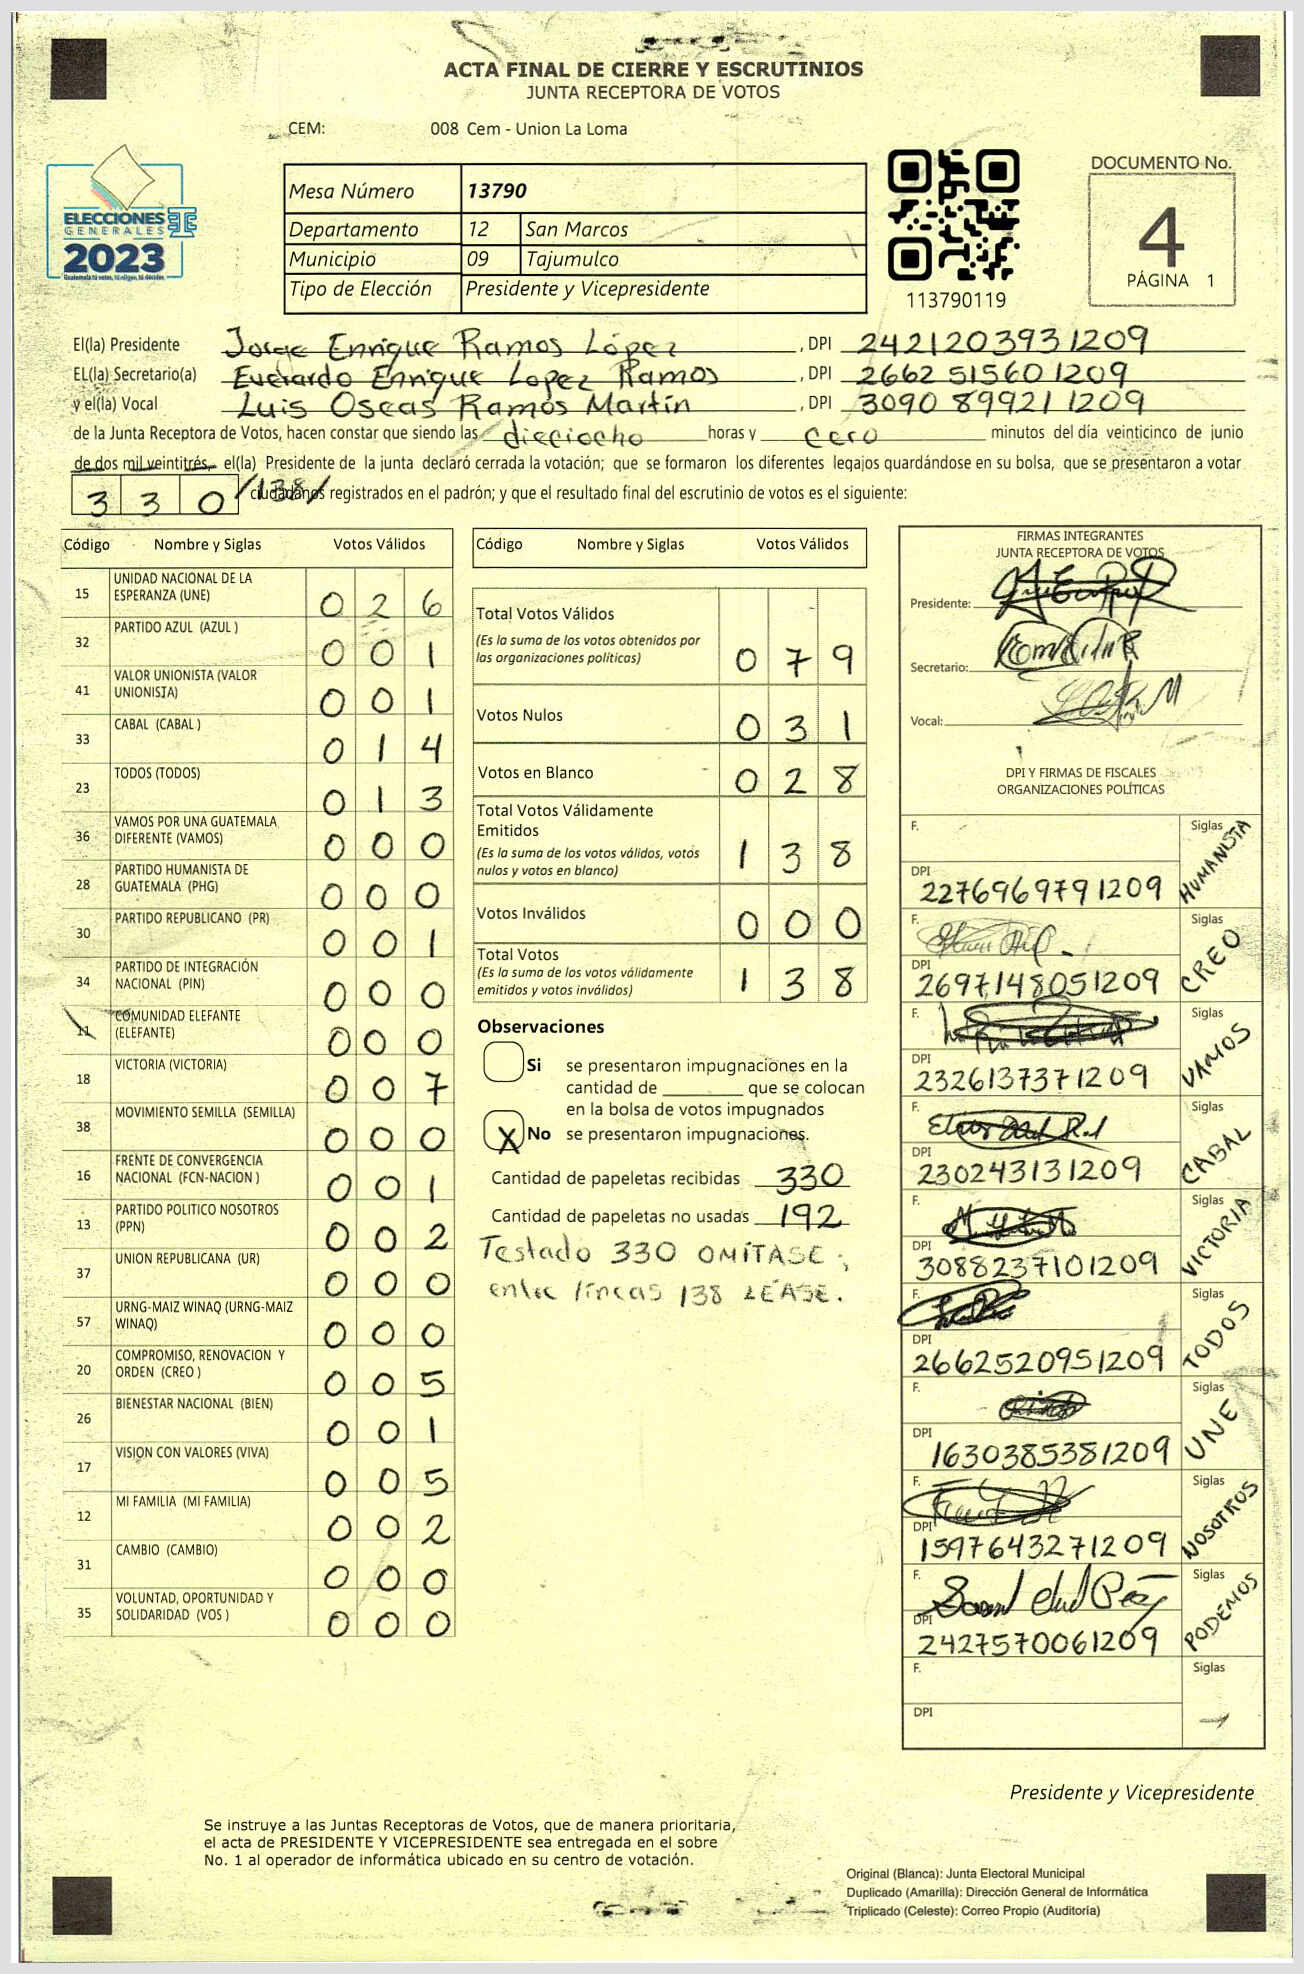 ACTA FINAL DE CIERRE Y ESCRUTINIOS
JUNTA RECEPTORA DE VOTOS
CEM: 008 Cem - Union La Loma
ELECCIONES
GENERALES
2023
Guatemala tú votas, tú eliges, tú decides
Mesa Número 13790
Departamento 12 San Marcos
Municipio 09 Tajumulco
Tipo de Elección Presidente y Vicepresidente
113790119
DOCUMENTO No.
4
PÁGINA 1
El(la) Presidente Jorge Enrique Ramos López, DPI 2421203931209
EL(la) Secretario(a) Everardo Enrique Lopez Ramos, DPI 2662 51560 1209
y el(la) Vocal Luis Oseas Ramos Martín, DPI 3090 89921 1209
de la Junta Receptora de Votos, hacen constar que siendo las dieciocho horas y cero minutos del día veinticinco de junio
de dos mil veintitrés, el(la) Presidente de la junta declaró cerrada la votación; que se formaron los diferentes legajos guardándose en su bolsa, que se presentaron a votar
330 /138/ ciudadanos registrados en el padrón; y que el resultado final del escrutinio de votos es el siguiente:
Código Nombre y Siglas Votos Válidos
15 UNIDAD NACIONAL DE LA ESPERANZA (UNE) 0 2 6
32 PARTIDO AZUL (AZUL ) 0 0 1
41 VALOR UNIONISTA (VALOR UNIONISTA) 0 0 1
33 CABAL (CABAL ) 0 1 4
23 TODOS (TODOS) 0 1 3
36 VAMOS POR UNA GUATEMALA DIFERENTE (VAMOS) 0 0 0
28 PARTIDO HUMANISTA DE GUATEMALA (PHG) 0 0 0
30 PARTIDO REPUBLICANO (PR) 0 0 1
34 PARTIDO DE INTEGRACIÓN NACIONAL (PIN) 0 0 0
11 COMUNIDAD ELEFANTE (ELEFANTE) 0 0 0
18 VICTORIA (VICTORIA) 0 0 7
38 MOVIMIENTO SEMILLA (SEMILLA) 0 0 0
16 FRENTE DE CONVERGENCIA NACIONAL (FCN-NACION ) 0 0 1
13 PARTIDO POLITICO NOSOTROS (PPN) 0 0 2
37 UNION REPUBLICANA (UR) 0 0 0
57 URNG-MAIZ WINAQ (URNG-MAIZ WINAQ) 0 0 0
20 COMPROMISO, RENOVACION Y ORDEN (CREO ) 0 0 5
26 BIENESTAR NACIONAL (BIEN) 0 0 1
17 VISION CON VALORES (VIVA) 0 0 5
12 MI FAMILIA (MI FAMILIA) 0 0 2
31 CAMBIO (CAMBIO) 0 0 0
35 VOLUNTAD, OPORTUNIDAD Y SOLIDARIDAD (VOS ) 0 0 0
Código Nombre y Siglas Votos Válidos
Total Votos Válidos
(Es la suma de los votos obtenidos por
las organizaciones políticas) 0 7 9
Votos Nulos 0 3 1
Votos en Blanco 0 2 8
Total Votos Válidamente
Emitidos
(Es la suma de los votos válidos, votos
nulos y votos en blanco) 1 3 8
Votos Inválidos 0 0 0
Total Votos
(Es la suma de los votos válidamente
emitidos y votos inválidos) 1 3 8
Observaciones
Si se presentaron impugnaciones en la
cantidad de ______ que se colocan
en la bolsa de votos impugnados
X No se presentaron impugnaciones.
Cantidad de papeletas recibidas 330
Cantidad de papeletas no usadas 192
Testado 330 OMÍTASE;
entre líneas 138 LÉASE.
FIRMAS INTEGRANTES
JUNTA RECEPTORA DE VOTOS
Presidente:
Secretario:
Vocal:
DPI Y FIRMAS DE FISCALES
ORGANIZACIONES POLÍTICAS
F. Siglas HUMANISTA
DPI 2276969791209
F. Siglas CREO
DPI 2697148051209
F. Siglas VAMOS
DPI 2326137371209
F. Siglas CABAL
DPI 230243131209
F. Siglas VICTORIA
DPI 3088237101209
F. Siglas TODOS
DPI 2662520951209
F. Siglas UNE
DPI 1630385381209
F. Siglas NOSOTROS
DPI 1597643271209
F. Siglas PODEMOS
DPI 2427570061209
F. Siglas
DPI
Presidente y Vicepresidente
Se instruye a las Juntas Receptoras de Votos, que de manera prioritaria,
el acta de PRESIDENTE Y VICEPRESIDENTE sea entregada en el sobre
No. 1 al operador de informática ubicado en su centro de votación.
Original (Blanca): Junta Electoral Municipal
Duplicado (Amarilla): Dirección General de Informática
Triplicado (Celeste): Correo Propio (Auditoría)